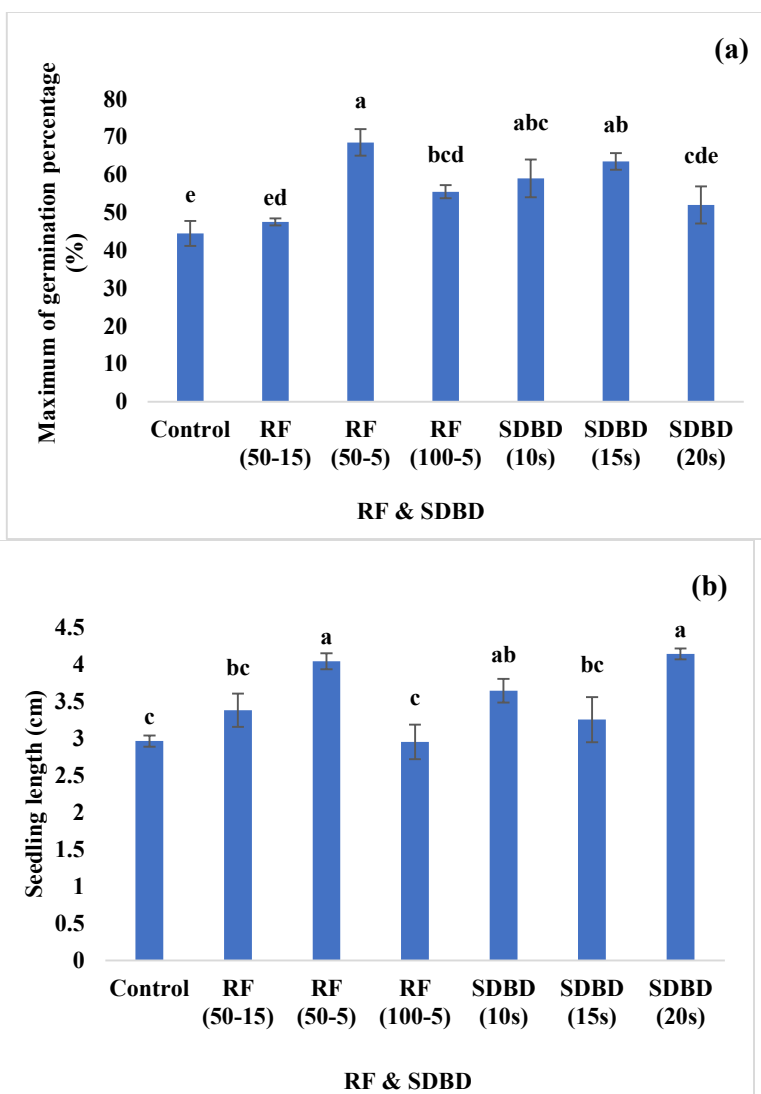 (a)
Maximum of germination percentage
(%)
80
70
60
50
40
30
20
10
0
e
ed
a
bcd
abc
ab
cde
Control RF RF RF SDBD SDBD SDBD
(50-15) (50-5) (100-5) (10s) (15s) (20s)
RF & SDBD
(b)
Seedling length (cm)
4.5
4
3.5
3
2.5
2
1.5
1
0.5
0
c
bc
a
c
ab
bc
a
Control RF RF RF SDBD SDBD SDBD
(50-15) (50-5) (100-5) (10s) (15s) (20s)
RF & SDBD